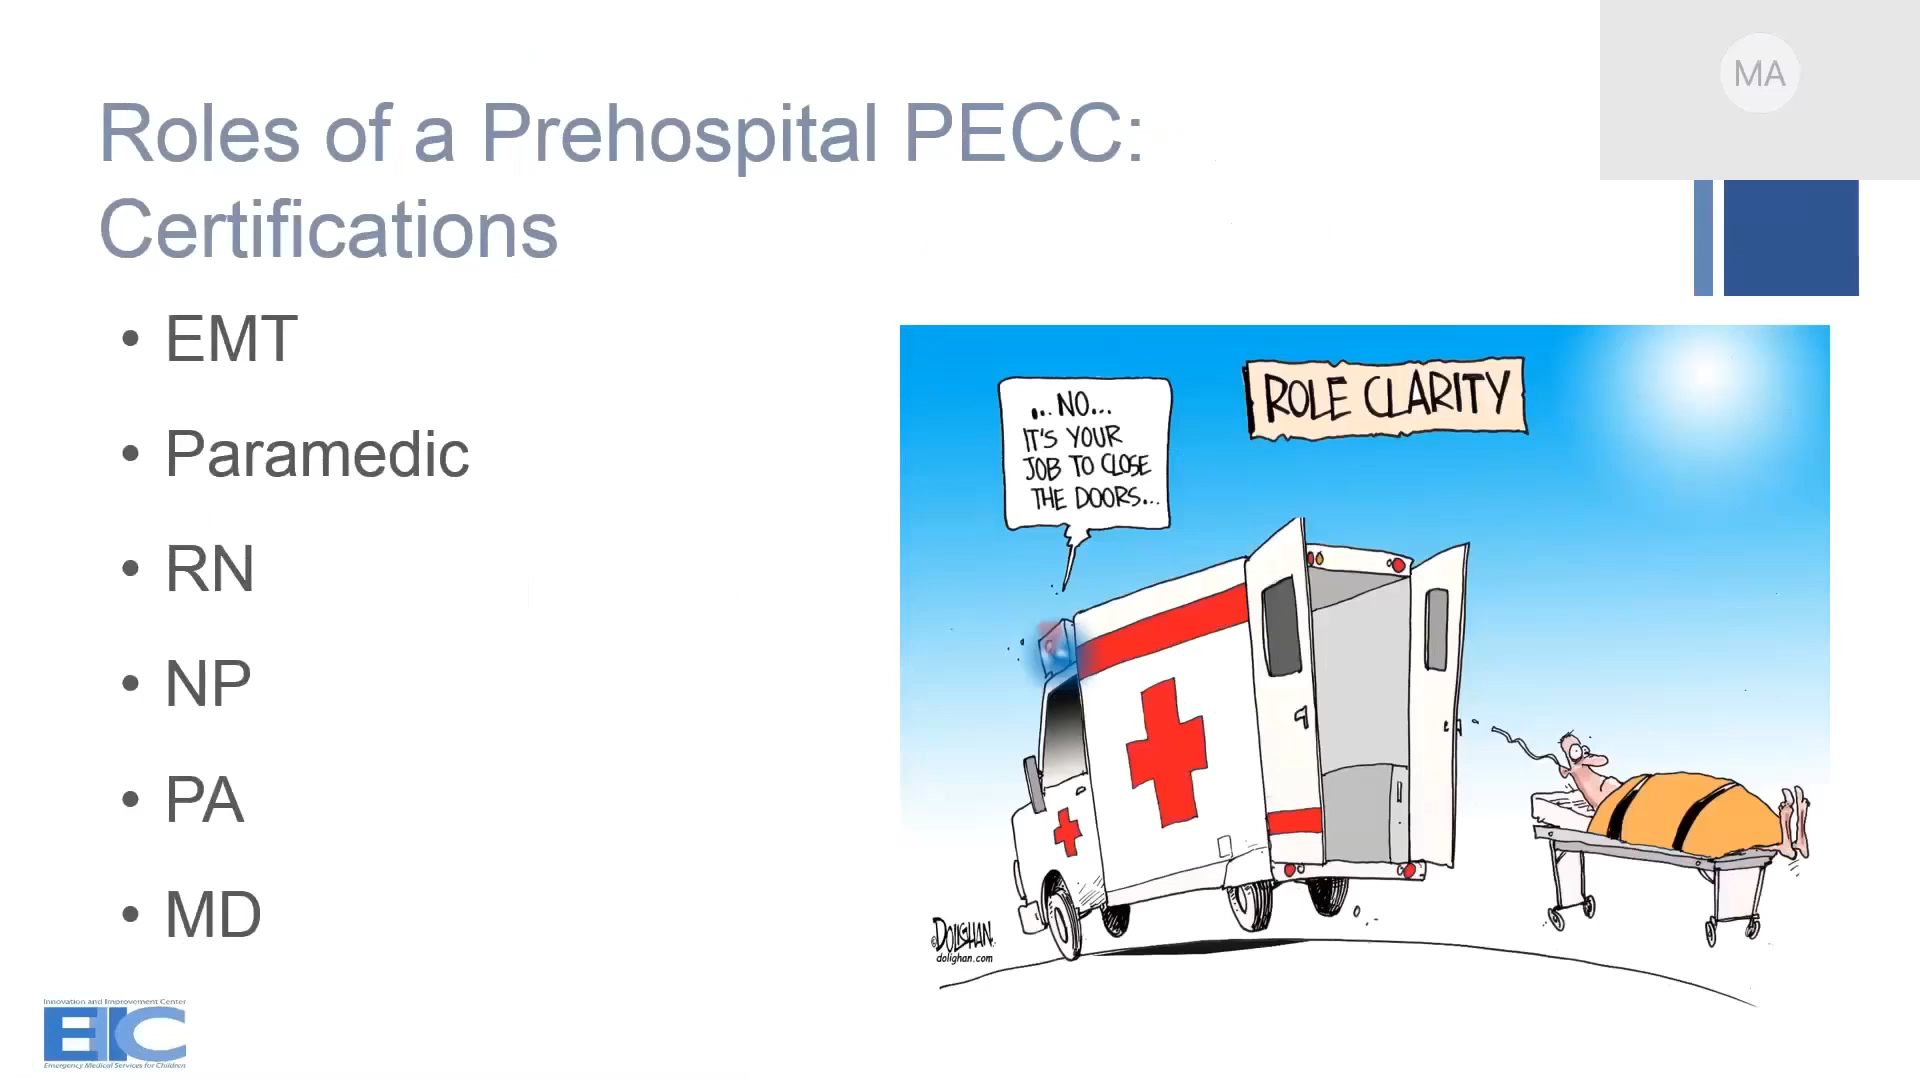 MA
Roles of a Prehospital PECC:
Certifications
• EMT
• Paramedic
• RN
• NP
• PA
• MD
ROLE CLARITY
... NO...
IT'S YOUR
JOB TO CLOSE
THE DOORS...
©DOLIGHAN.
dolighan.com
Innovation and Improvement Center
EIIC
Emergency Medical Services for Children